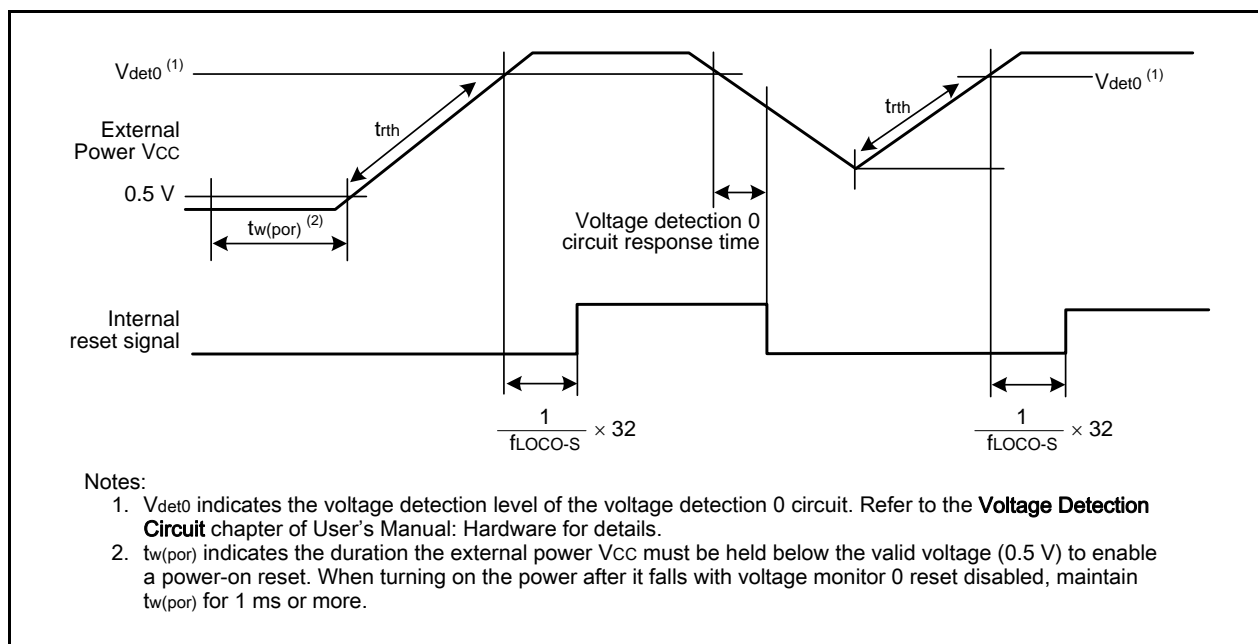 Vdet0 (1)
Vdet0 (1)
trth
trth
External
Power VCC
0.5 V
tw(por) (2)
Voltage detection 0
circuit response time
Internal
reset signal
1
fLOCO-S
× 32
1
fLOCO-S
× 32
Notes:
1. Vdet0 indicates the voltage detection level of the voltage detection 0 circuit. Refer to the Voltage Detection
Circuit chapter of User's Manual: Hardware for details.
2. tw(por) indicates the duration the external power VCC must be held below the valid voltage (0.5 V) to enable
a power-on reset. When turning on the power after it falls with voltage monitor 0 reset disabled, maintain
tw(por) for 1 ms or more.